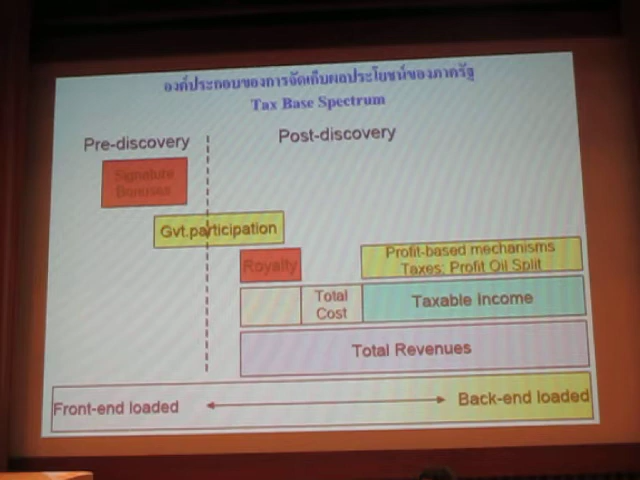 องค์ประกอบของการจัดเก็บผลประโยชน์ของภาครัฐ
Tax Base Spectrum
Pre-discovery
Post-discovery
Signature
Bonuses
Gvt.participation
Royalty
Profit-based mechanisms
Taxes: Profit Oil Split
Total
Cost
Taxable Income
Total Revenues
Front-end loaded
Back-end loaded